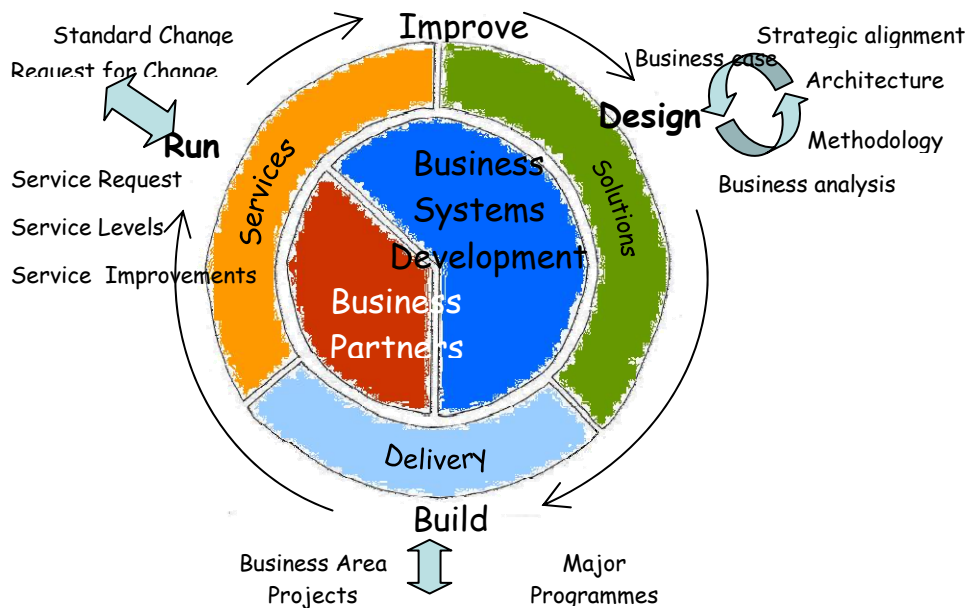 Improve
Standard Change
Request for Change
Run
Service Request
Service Levels
Service Improvements
Strategic alignment
Business case
Architecture
Design
Methodology
Business analysis
Services
Solutions
Business
Systems
Development
Business
Partners
Delivery
Build
Business Area
Projects
Major
Programmes